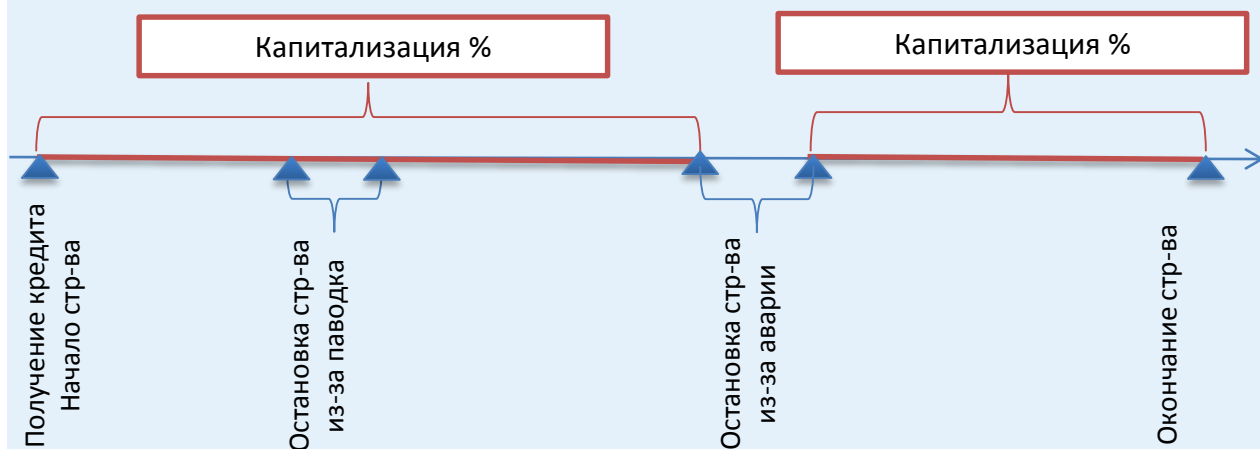 Капитализация %
Капитализация %
Получение кредита
Начало стр-ва
Остановка стр-ва
из-за паводка
Остановка стр-ва
из-за аварии
Окончание стр-ва